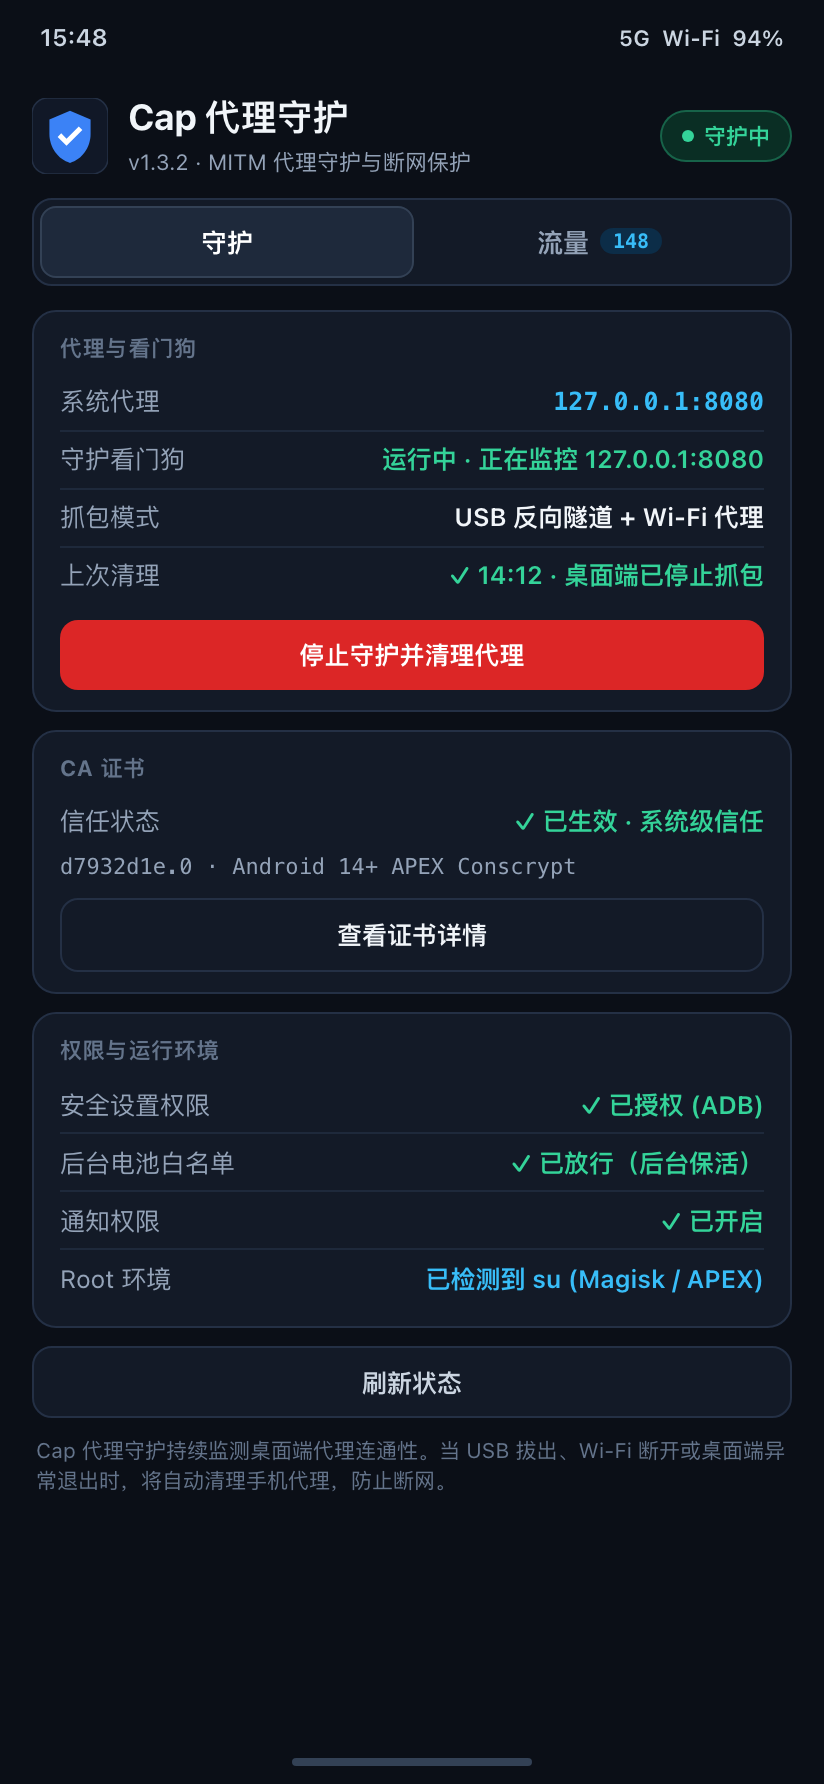 15:48
5G Wi-Fi 94%
Cap 代理守护
v1.3.2 · MITM 代理守护与断网保护
守护中
守护
流量 148
代理与看门狗
系统代理 127.0.0.1:8080
守护看门狗 运行中 · 正在监控 127.0.0.1:8080
抓包模式 USB 反向隧道 + Wi-Fi 代理
上次清理 ✓ 14:12 · 桌面端已停止抓包
停止守护并清理代理
CA 证书
信任状态 ✓ 已生效 · 系统级信任
d7932d1e.0 · Android 14+ APEX Conscrypt
查看证书详情
权限与运行环境
安全设置权限 ✓ 已授权 (ADB)
后台电池白名单 ✓ 已放行（后台保活）
通知权限 ✓ 已开启
Root 环境 已检测到 su (Magisk / APEX)
刷新状态
Cap 代理守护持续监测桌面端代理连通性。当 USB 拔出、Wi-Fi 断开或桌面端异
常退出时，将自动清理手机代理，防止断网。